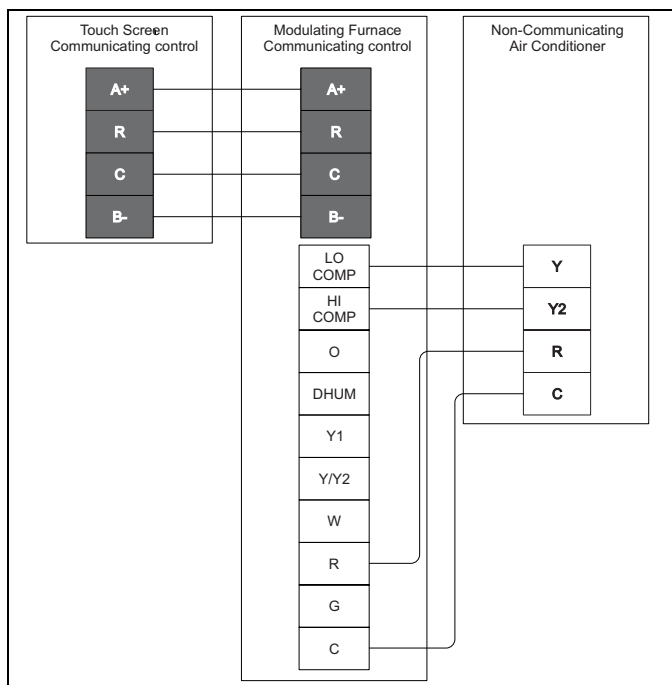 Touch Screen
Communicating control
A+
R
C
B-
Modulating Furnace
Communicating control
A+
R
C
B-
LO
COMP
HI
COMP
O
DHUM
Y1
Y/Y2
W
R
G
C
Non-Communicating
Air Conditioner
Y
Y2
R
C